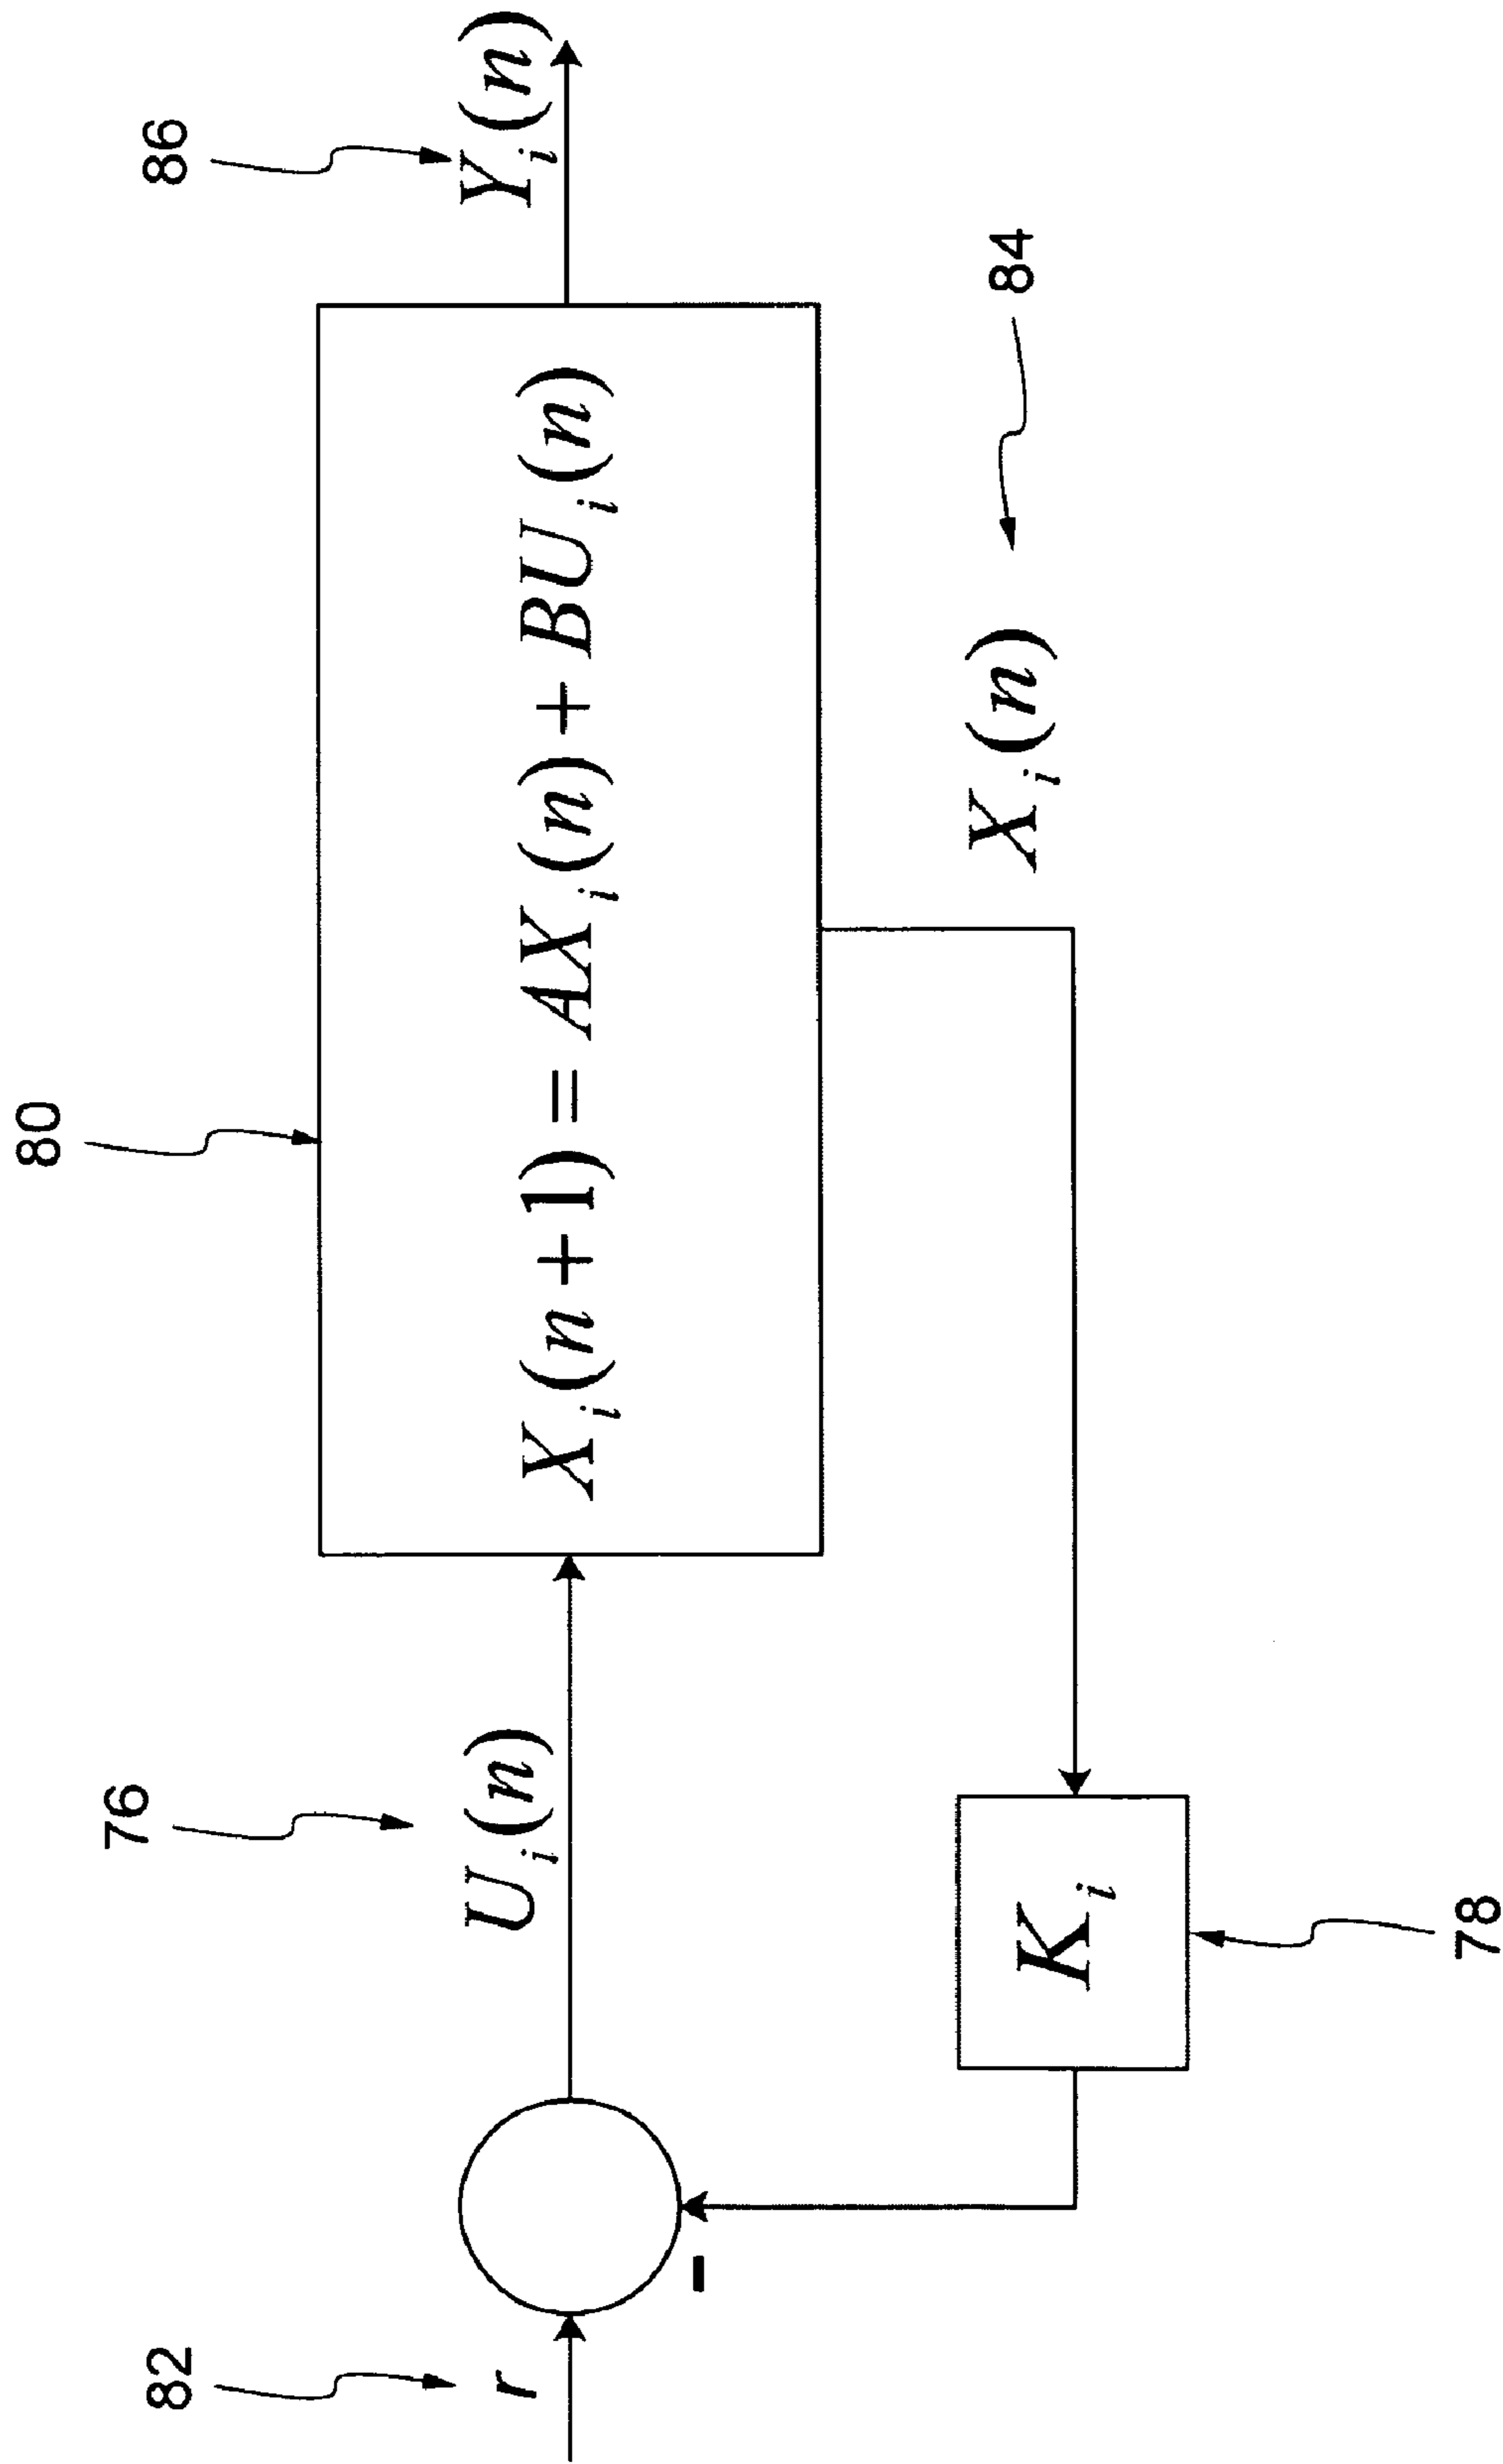 80
86
76
82
Y_i(n)
U_i(n)
r
X_i(n+1) = AX_i(n) + BU_i(n)
-
84
X_i(n)
K_i
78